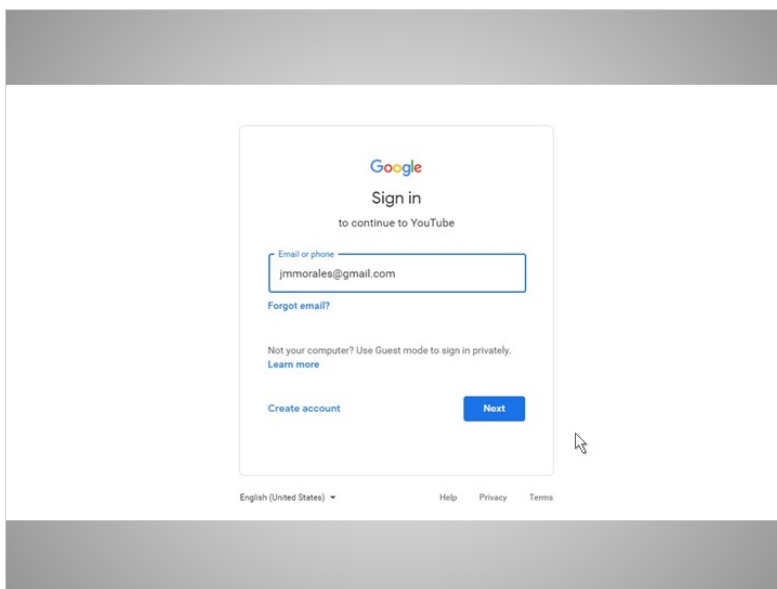 Google
Sign in
to continue to YouTube
Email or phone
jmmorales@gmail.com
Forgot email?
Not your computer? Use Guest mode to sign in privately.
Learn more
Create account
Next
English (United States)
Help Privacy Terms